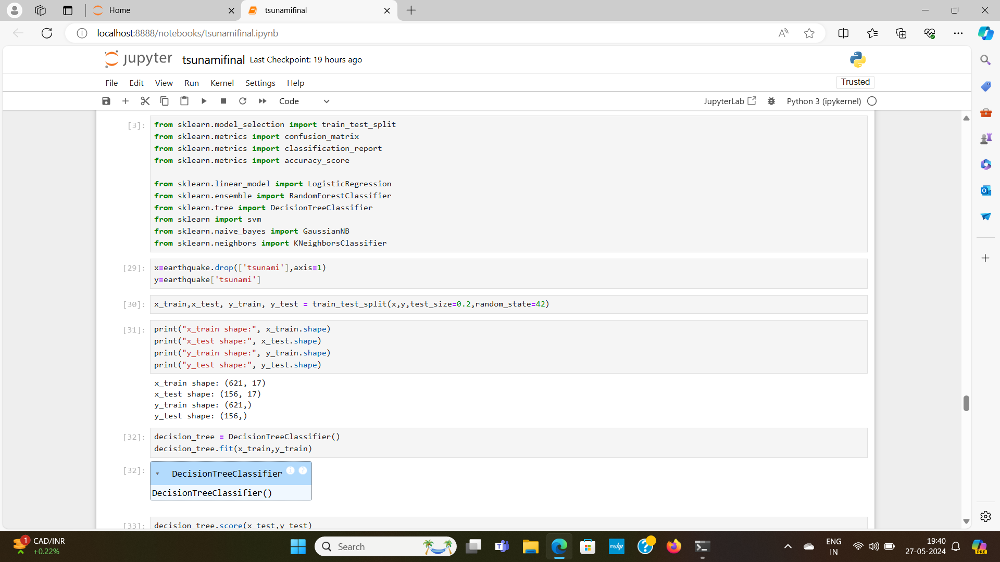 Home
tsunamifinal
localhost:8888/notebooks/tsunamifinal.ipynb
jupyter tsunamifinal Last Checkpoint: 19 hours ago
File Edit View Run Kernel Settings Help
Trusted
Code
JupyterLab
Python 3 (ipykernel)
[3]:
from sklearn.model_selection import train_test_split
from sklearn.metrics import confusion_matrix
from sklearn.metrics import classification_report
from sklearn.metrics import accuracy_score
from sklearn.linear_model import LogisticRegression
from sklearn.ensemble import RandomForestClassifier
from sklearn.tree import DecisionTreeClassifier
from sklearn import svm
from sklearn.naive_bayes import GaussianNB
from sklearn.neighbors import KNeighborsClassifier
[29]:
x=earthquake.drop(['tsunami'],axis=1)
y=earthquake['tsunami']
[30]:
x_train,x_test, y_train, y_test = train_test_split(x,y,test_size=0.2,random_state=42)
[31]:
print("x_train shape:", x_train.shape)
print("x_test shape:", x_test.shape)
print("y_train shape:", y_train.shape)
print("y_test shape:", y_test.shape)
x_train shape: (621, 17)
x_test shape: (156, 17)
y_train shape: (621,)
y_test shape: (156,)
[32]:
decision_tree = DecisionTreeClassifier()
decision_tree.fit(x_train,y_train)
[32]:
DecisionTreeClassifier i ?
DecisionTreeClassifier()
[33]:
decision_tree.score(x_test,y_test)
1
CAD/INR
+0.22%
Search
myhp
ENG
IN
19:40
27-05-2024
PRE